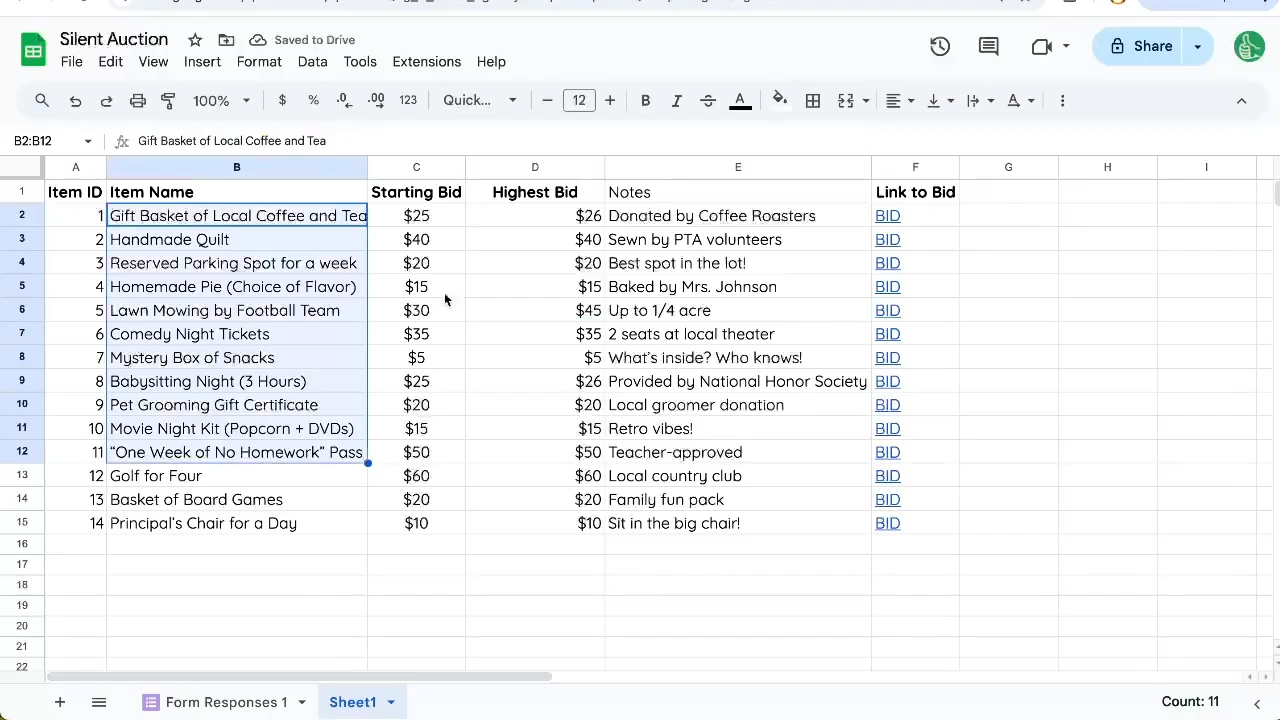 Silent Auction Saved to Drive
File Edit View Insert Format Data Tools Extensions Help
Share
100% $ % .0 .00 123 Quick... 12 B I A
B2:B12 fx Gift Basket of Local Coffee and Tea
A B C D E F G H I
1 Item ID Item Name Starting Bid Highest Bid Notes Link to Bid
2 1 Gift Basket of Local Coffee and Tea $25 $26 Donated by Coffee Roasters BID
3 2 Handmade Quilt $40 $40 Sewn by PTA volunteers BID
4 3 Reserved Parking Spot for a week $20 $20 Best spot in the lot! BID
5 4 Homemade Pie (Choice of Flavor) $15 $15 Baked by Mrs. Johnson BID
6 5 Lawn Mowing by Football Team $30 $45 Up to 1/4 acre BID
7 6 Comedy Night Tickets $35 $35 2 seats at local theater BID
8 7 Mystery Box of Snacks $5 $5 What's inside? Who knows! BID
9 8 Babysitting Night (3 Hours) $25 $26 Provided by National Honor Society BID
10 9 Pet Grooming Gift Certificate $20 $20 Local groomer donation BID
11 10 Movie Night Kit (Popcorn + DVDs) $15 $15 Retro vibes! BID
12 11 “One Week of No Homework” Pass $50 $50 Teacher-approved BID
13 12 Golf for Four $60 $60 Local country club BID
14 13 Basket of Board Games $20 $20 Family fun pack BID
15 14 Principal's Chair for a Day $10 $10 Sit in the big chair! BID
16
17
18
19
20
21
22
Form Responses 1 Sheet1 Count: 11